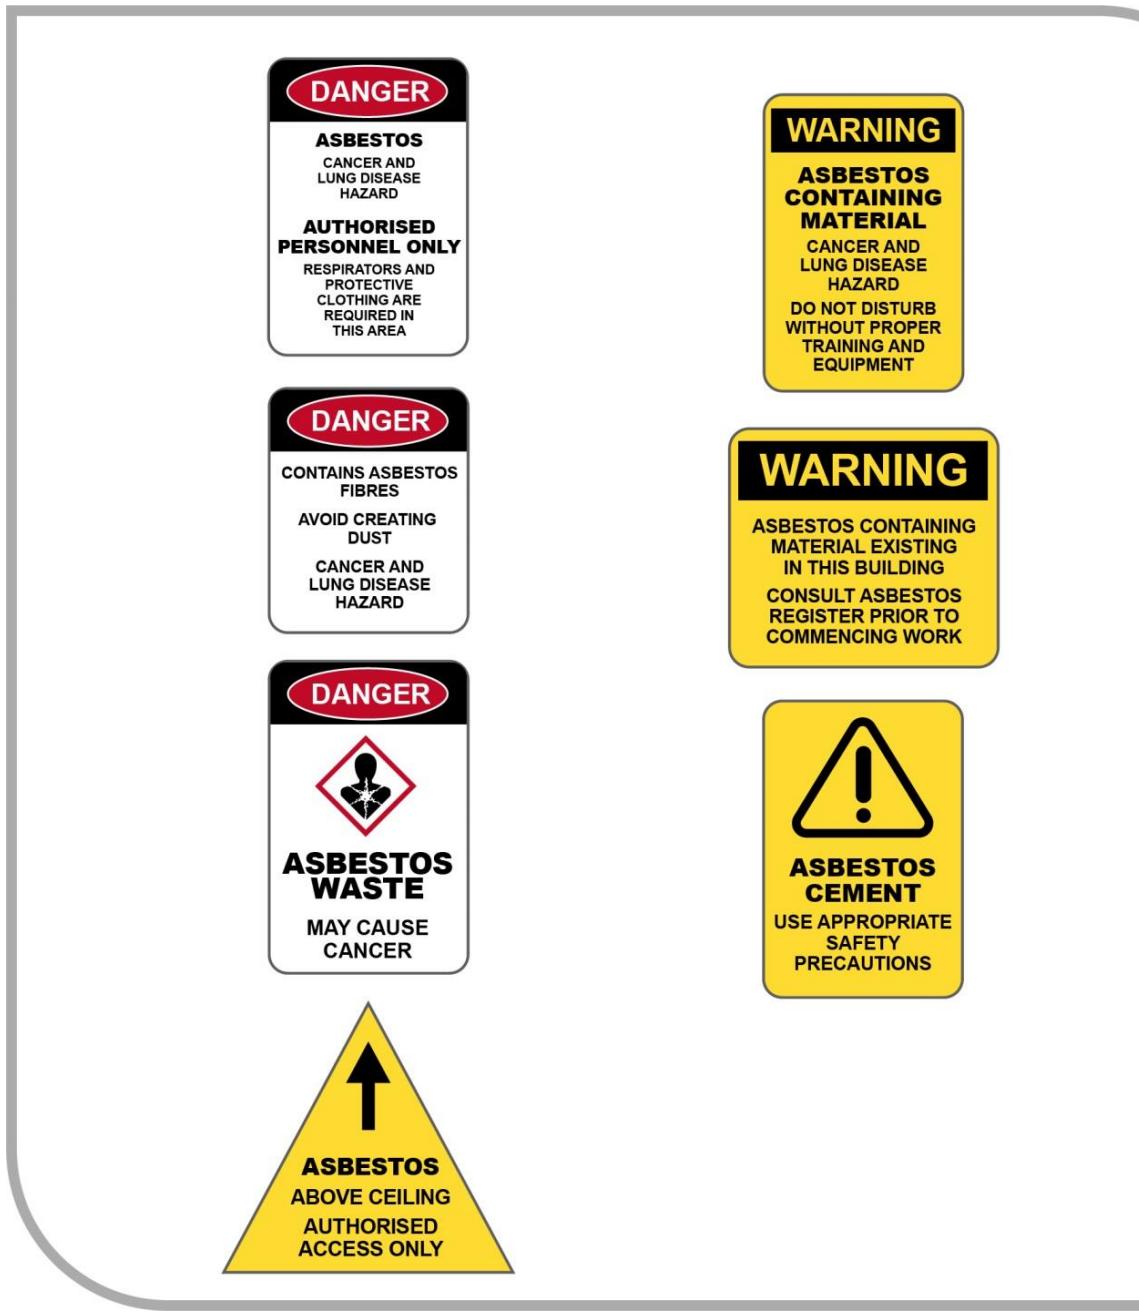 DANGER
ASBESTOS
CANCER AND
LUNG DISEASE
HAZARD
AUTHORISED
PERSONNEL ONLY
RESPIRATORS AND
PROTECTIVE
CLOTHING ARE
REQUIRED IN
THIS AREA
DANGER
CONTAINS ASBESTOS
FIBRES
AVOID CREATING
DUST
CANCER AND
LUNG DISEASE
HAZARD
DANGER
ASBESTOS
WASTE
MAY CAUSE
CANCER
ASBESTOS
ABOVE CEILING
AUTHORISED
ACCESS ONLY
WARNING
ASBESTOS
CONTAINING
MATERIAL
CANCER AND
LUNG DISEASE
HAZARD
DO NOT DISTURB
WITHOUT PROPER
TRAINING AND
EQUIPMENT
WARNING
ASBESTOS CONTAINING
MATERIAL EXISTING
IN THIS BUILDING
CONSULT ASBESTOS
REGISTER PRIOR TO
COMMENCING WORK
ASBESTOS
CEMENT
USE APPROPRIATE
SAFETY
PRECAUTIONS